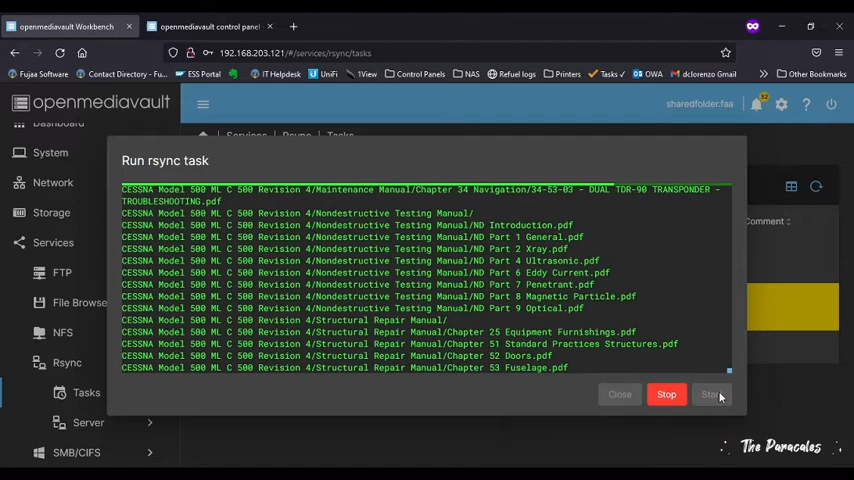 openmediavault Workbench
openmediavault control panel
192.168.203.121/#/services/rsync/tasks
Fujaa Software
Contact Directory - Fu...
ESS Portal
IT Helpdesk
UniFi
1View
Control Panels
NAS
Refuel logs
Printers
Tasks
OWA
dclorenzo Gmail
Other Bookmarks
openmediavault
sharedfolder.faa
32
Dashboard
Services
Rsync
Tasks
System
Network
Storage
Services
FTP
File Browse
NFS
Rsync
Tasks
Server
SMB/CIFS
Comment
Run rsync task
CESSNA Model 500 ML C 500 Revision 4/Maintenance Manual/Chapter 34 Navigation/34-53-03 - DUAL TDR-90 TRANSPONDER -
TROUBLESHOOTING.pdf
CESSNA Model 500 ML C 500 Revision 4/Nondestructive Testing Manual/
CESSNA Model 500 ML C 500 Revision 4/Nondestructive Testing Manual/ND Introduction.pdf
CESSNA Model 500 ML C 500 Revision 4/Nondestructive Testing Manual/ND Part 1 General.pdf
CESSNA Model 500 ML C 500 Revision 4/Nondestructive Testing Manual/ND Part 2 Xray.pdf
CESSNA Model 500 ML C 500 Revision 4/Nondestructive Testing Manual/ND Part 4 Ultrasonic.pdf
CESSNA Model 500 ML C 500 Revision 4/Nondestructive Testing Manual/ND Part 6 Eddy Current.pdf
CESSNA Model 500 ML C 500 Revision 4/Nondestructive Testing Manual/ND Part 7 Penetrant.pdf
CESSNA Model 500 ML C 500 Revision 4/Nondestructive Testing Manual/ND Part 8 Magnetic Particle.pdf
CESSNA Model 500 ML C 500 Revision 4/Nondestructive Testing Manual/ND Part 9 Optical.pdf
CESSNA Model 500 ML C 500 Revision 4/Structural Repair Manual/
CESSNA Model 500 ML C 500 Revision 4/Structural Repair Manual/Chapter 25 Equipment Furnishings.pdf
CESSNA Model 500 ML C 500 Revision 4/Structural Repair Manual/Chapter 51 Standard Practices Structures.pdf
CESSNA Model 500 ML C 500 Revision 4/Structural Repair Manual/Chapter 52 Doors.pdf
CESSNA Model 500 ML C 500 Revision 4/Structural Repair Manual/Chapter 53 Fuselage.pdf
Close
Stop
Start
The Paracales